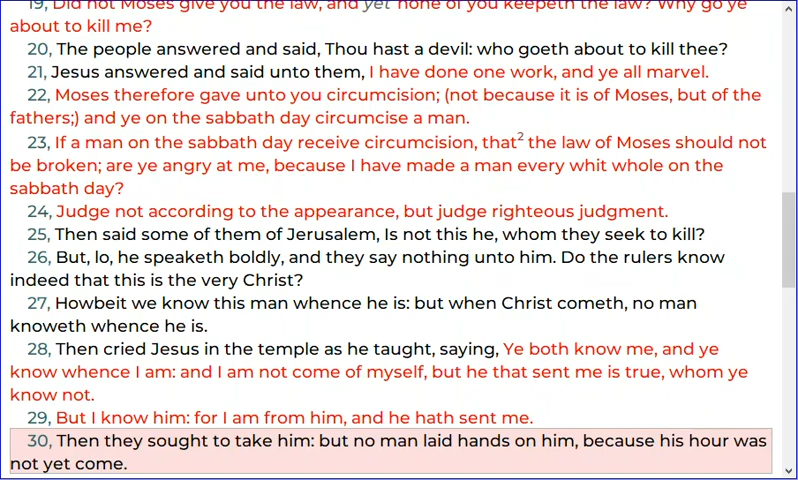 19, Did not Moses give you the law, and yet none of you keepeth the law? Why go ye
about to kill me?
20, The people answered and said, Thou hast a devil: who goeth about to kill thee?
21, Jesus answered and said unto them, I have done one work, and ye all marvel.
22, Moses therefore gave unto you circumcision; (not because it is of Moses, but of the
fathers;) and ye on the sabbath day circumcise a man.
23, If a man on the sabbath day receive circumcision, that² the law of Moses should not
be broken; are ye angry at me, because I have made a man every whit whole on the
sabbath day?
24, Judge not according to the appearance, but judge righteous judgment.
25, Then said some of them of Jerusalem, Is not this he, whom they seek to kill?
26, But, lo, he speaketh boldly, and they say nothing unto him. Do the rulers know
indeed that this is the very Christ?
27, Howbeit we know this man whence he is: but when Christ cometh, no man
knoweth whence he is.
28, Then cried Jesus in the temple as he taught, saying, Ye both know me, and ye
know whence I am: and I am not come of myself, but he that sent me is true, whom ye
know not.
29, But I know him: for I am from him, and he hath sent me.
30, Then they sought to take him: but no man laid hands on him, because his hour was
not yet come.